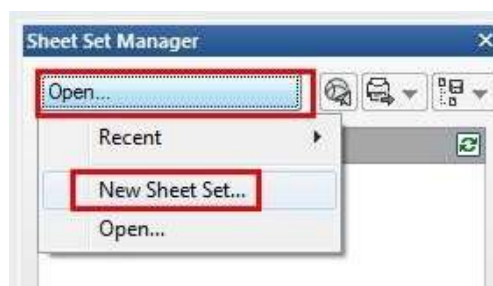 Sheet Set Manager
Open...
Recent
New Sheet Set...
Open...